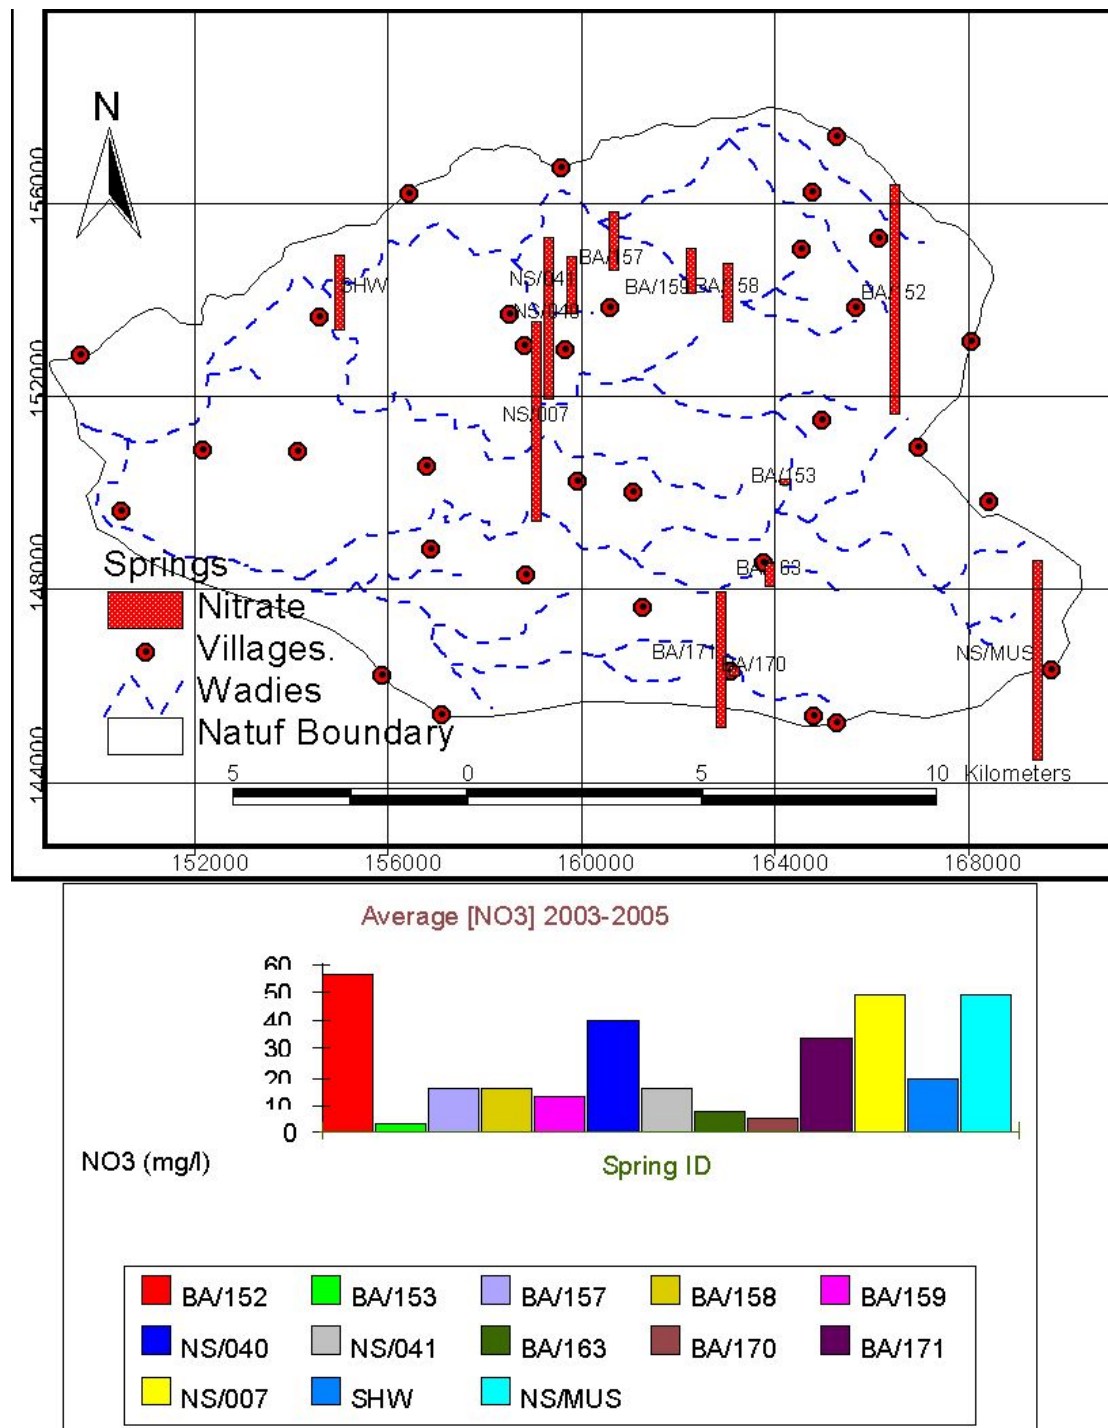 N
156000
152000
148000
144000
BA/157
NS/041
SHW
BA/159
BA/158
BA/152
NS/040
NS/007
BA/153
BA/163
BA/171
BA/170
NS/MUS
Springs
Nitrate
Villages.
Wadies
Natuf Boundary
5 0 5 10 Kilometers
152000 156000 160000 164000 168000
Average [NO3] 2003-2005
60
50
40
30
20
10
0
NO3 (mg/l)
Spring ID
BA/152 BA/153 BA/157 BA/158 BA/159
NS/040 NS/041 BA/163 BA/170 BA/171
NS/007 SHW NS/MUS